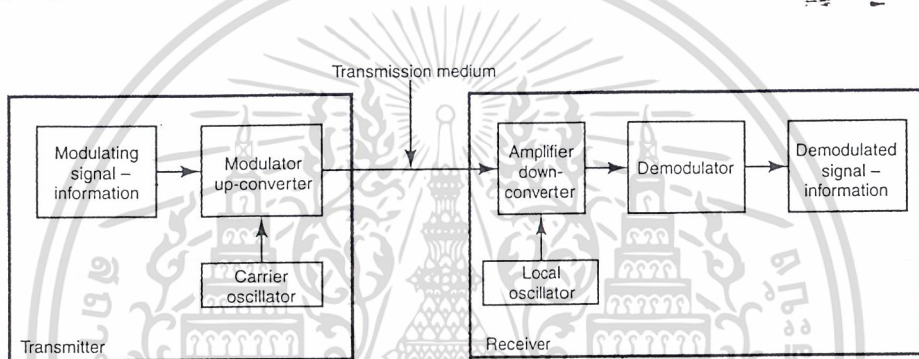 Transmission medium
Modulating
signal –
information
Modulator
up-converter
Carrier
oscillator
Transmitter
Amplifier
down-
converter
Demodulator
Demodulated
signal –
information
Local
oscillator
Receiver